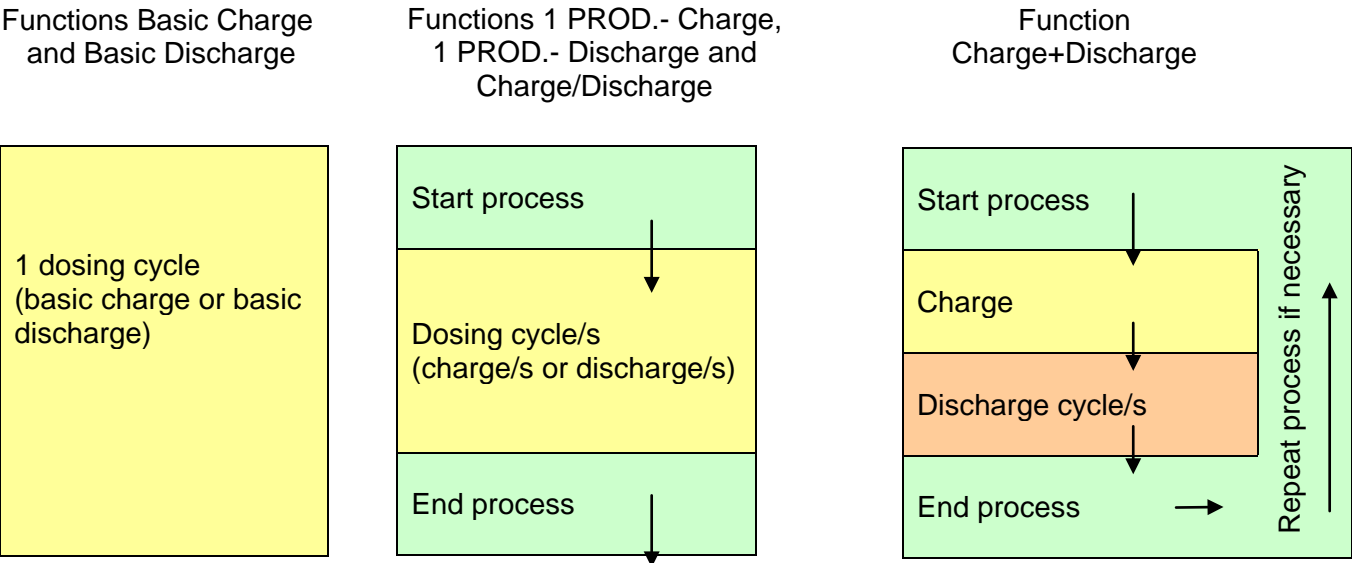 Functions Basic Charge
and Basic Discharge
Functions 1 PROD.- Charge,
1 PROD.- Discharge and
Charge/Discharge
Function
Charge+Discharge
1 dosing cycle
(basic charge or basic
discharge)
Start process
Dosing cycle/s
(charge/s or discharge/s)
End process
Start process
Charge
Discharge cycle/s
End process
Repeat process if necessary